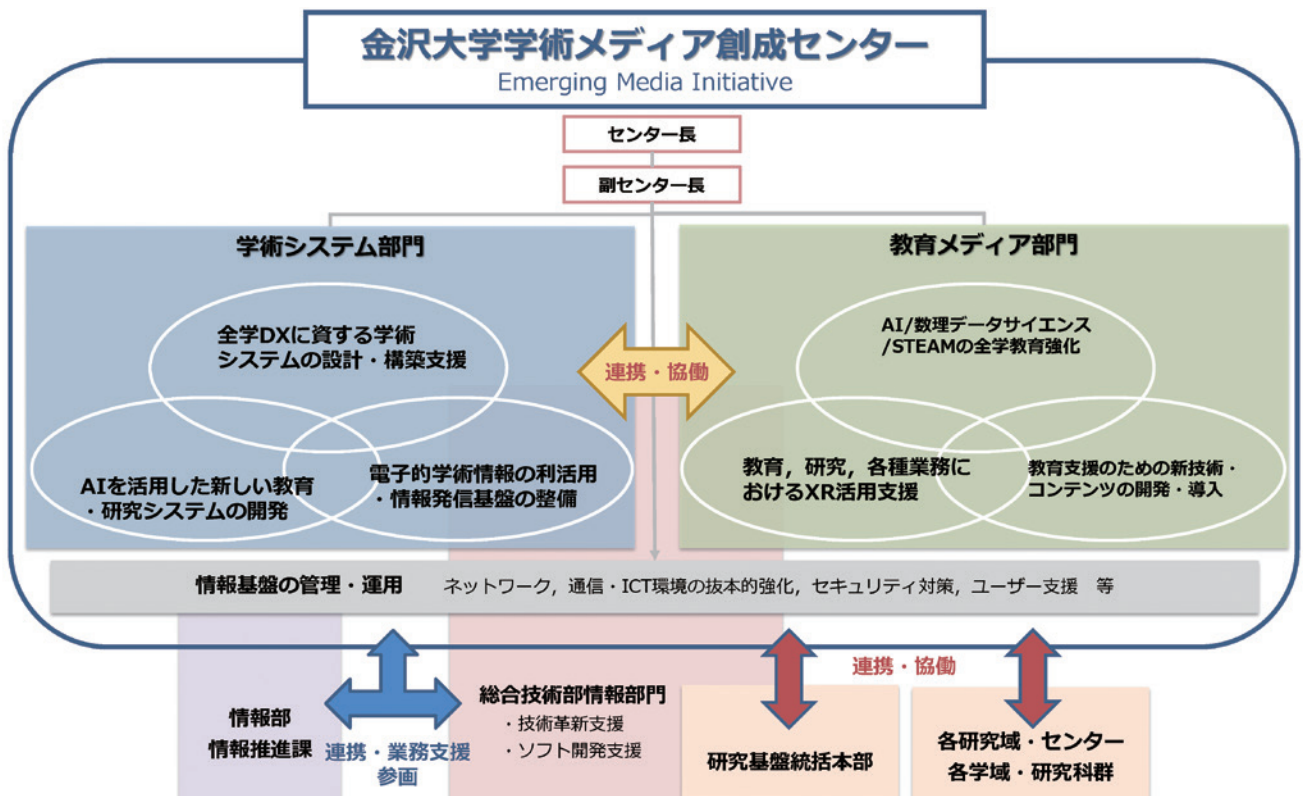 金沢大学学術メディア創成センター
Emerging Media Initiative
センター長
副センター長
学術システム部門
全学DXに資する学術
システムの設計・構築支援
AIを活用した新しい教育
・研究システムの開発
電子的学術情報の利活用
・情報発信基盤の整備
連携・協働
教育メディア部門
AI/数理データサイエンス
/STEAMの全学教育強化
教育，研究，各種業務に
おけるXR活用支援
教育支援のための新技術・
コンテンツの開発・導入
情報基盤の管理・運用 ネットワーク，通信・ICT環境の抜本的強化，セキュリティ対策，ユーザー支援 等
情報部
情報推進課
連携・業務支援
参画
総合技術部情報部門
・技術革新支援
・ソフト開発支援
連携・協働
研究基盤統括本部
各研究域・センター
各学域・研究科群